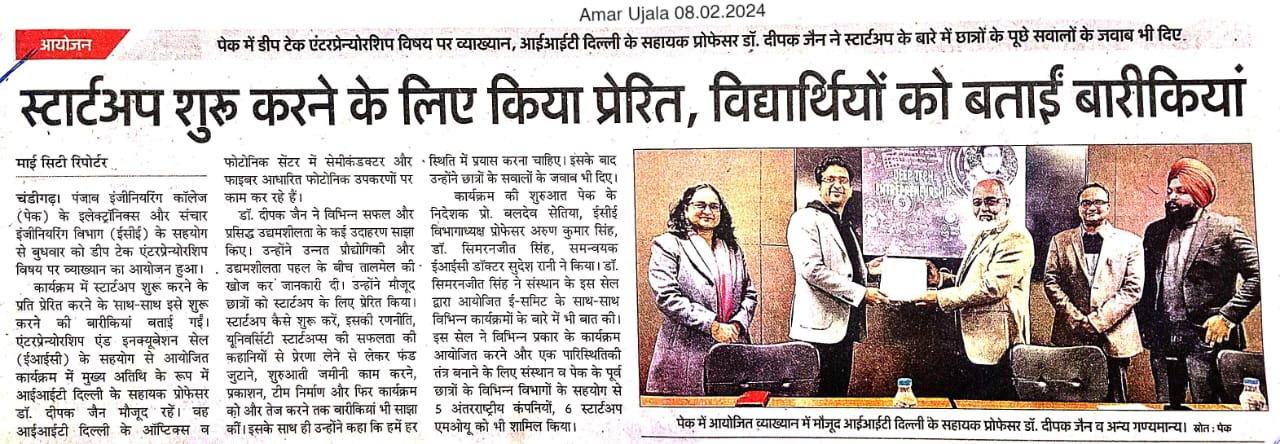 Amar Ujala 08.02.2024
आयोजन
पेक में डीप टेक एंटरप्रेन्योरशिप विषय पर व्याख्यान, आईआईटी दिल्ली के सहायक प्रोफेसर डॉ. दीपक जैन ने स्टार्टअप के बारे में छात्रों के पूछे सवालों के जवाब भी दिए
स्टार्टअप शुरू करने के लिए किया प्रेरित, विद्यार्थियों को बताईं बारीकियां
माई सिटी रिपोर्टर
चंडीगढ़। पंजाब इंजीनियरिंग कॉलेज
(पेक) के इलेक्ट्रॉनिक्स और संचार
इंजीनियरिंग विभाग (ईसीई) के सहयोग
से बुधवार को डीप टेक एंटरप्रेन्योरशिप
विषय पर व्याख्यान का आयोजन हुआ।
कार्यक्रम में स्टार्टअप शुरू करने के
प्रति प्रेरित करने के साथ-साथ इसे शुरू
करने की बारीकियां बताई गईं।
एंटरप्रेन्योरशिप एंड इनक्यूबेशन सेल
(ईआईसी) के सहयोग से आयोजित
कार्यक्रम में मुख्य अतिथि के रूप में
आईआईटी दिल्ली के सहायक प्रोफेसर
डॉ. दीपक जैन मौजूद रहें। वह
आईआईटी दिल्ली के ऑप्टिक्स व
फोटोनिक सेंटर में सेमीकंडक्टर और
फाइबर आधारित फोटोनिक उपकरणों पर
काम कर रहे हैं।
डॉ. दीपक जैन ने विभिन्न सफल और
प्रसिद्ध उद्यमशीलता के कई उदाहरण साझा
किए। उन्होंने उन्नत प्रौद्योगिकी और
उद्यमशीलता पहल के बीच तालमेल की
खोज कर जानकारी दी। उन्होंने मौजूद
छात्रों को स्टार्टअप के लिए प्रेरित किया।
स्टार्टअप कैसे शुरू करें, इसकी रणनीति,
यूनिवर्सिटी स्टार्टअप्स की सफलता की
कहानियों से प्रेरणा लेने से लेकर फंड
जुटाने, शुरुआती जमीनी काम करने,
प्रकाशन, टीम निर्माण और फिर कार्यक्रम
को और तेज करने तक बारीकियां भी साझा
कीं। इसके साथ ही उन्होंने कहा कि हमें हर
स्थिति में प्रयास करना चाहिए। इसके बाद
उन्होंने छात्रों के सवालों के जवाब भी दिए।
कार्यक्रम की शुरुआत पेक के
निदेशक प्रो. बलदेव सेतिया, ईसीई
विभागाध्यक्ष प्रोफेसर अरुण कुमार सिंह,
डॉ. सिमरनजीत सिंह, समन्वयक
ईआईसी डॉक्टर सुदेश रानी ने किया। डॉ.
सिमरनजीत सिंह ने संस्थान के इस सेल
द्वारा आयोजित ई-समिट के साथ-साथ
विभिन्न कार्यक्रमों के बारे में भी बात की।
इस सेल ने विभिन्न प्रकार के कार्यक्रम
आयोजित करने और एक पारिस्थितिकी
तंत्र बनाने के लिए संस्थान व पेक के पूर्व
छात्रों के विभिन्न विभागों के सहयोग से
5 अंतरराष्ट्रीय कंपनियों, 6 स्टार्टअप
एमओयू को भी शामिल किया।
DEEP TECH
ENTREPRENEURSHIP
पेक में आयोजित व्याख्यान में मौजूद आईआईटी दिल्ली के सहायक प्रोफेसर डॉ. दीपक जैन व अन्य गण्यमान्य। स्रोत : पेक